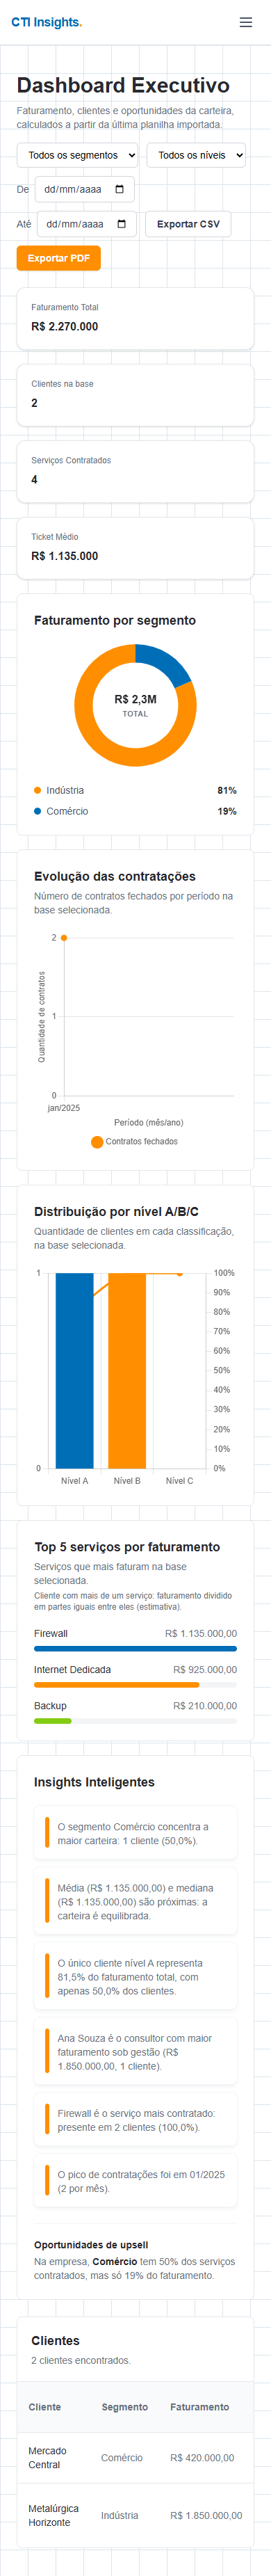 CTI Insights.
Dashboard Executivo
Faturamento, clientes e oportunidades da carteira,
calculados a partir da última planilha importada.
Todos os segmentos
Todos os níveis
De dd/mm/aaaa
Até dd/mm/aaaa
Exportar CSV
Exportar PDF
Faturamento Total
R$ 2.270.000
Clientes na base
2
Serviços Contratados
4
Ticket Médio
R$ 1.135.000
Faturamento por segmento
R$ 2,3M
TOTAL
Indústria 81%
Comércio 19%
Evolução das contratações
Número de contratos fechados por período na
base selecionada.
Quantidade de contratos
2
1
0
jan/2025
Período (mês/ano)
Contratos fechados
Distribuição por nível A/B/C
Quantidade de clientes em cada classificação,
na base selecionada.
1
0
100%
90%
80%
70%
60%
50%
40%
30%
20%
10%
0%
Nível A Nível B Nível C
Top 5 serviços por faturamento
Serviços que mais faturam na base
selecionada.
Cliente com mais de um serviço: faturamento dividido
em partes iguais entre eles (estimativa).
Firewall R$ 1.135.000,00
Internet Dedicada R$ 925.000,00
Backup R$ 210.000,00
Insights Inteligentes
O segmento Comércio concentra a
maior carteira: 1 cliente (50,0%).
Média (R$ 1.135.000,00) e mediana
(R$ 1.135.000,00) são próximas: a
carteira é equilibrada.
O único cliente nível A representa
81,5% do faturamento total, com
apenas 50,0% dos clientes.
Ana Souza é o consultor com maior
faturamento sob gestão (R$
1.850.000,00, 1 cliente).
Firewall é o serviço mais contratado:
presente em 2 clientes (100,0%).
O pico de contratações foi em 01/2025
(2 por mês).
Oportunidades de upsell
Na empresa, Comércio tem 50% dos serviços
contratados, mas só 19% do faturamento.
Clientes
2 clientes encontrados.
Cliente Segmento Faturamento
Mercado
Central
Comércio R$ 420.000,00
Metalúrgica
Horizonte
Indústria R$ 1.850.000,00